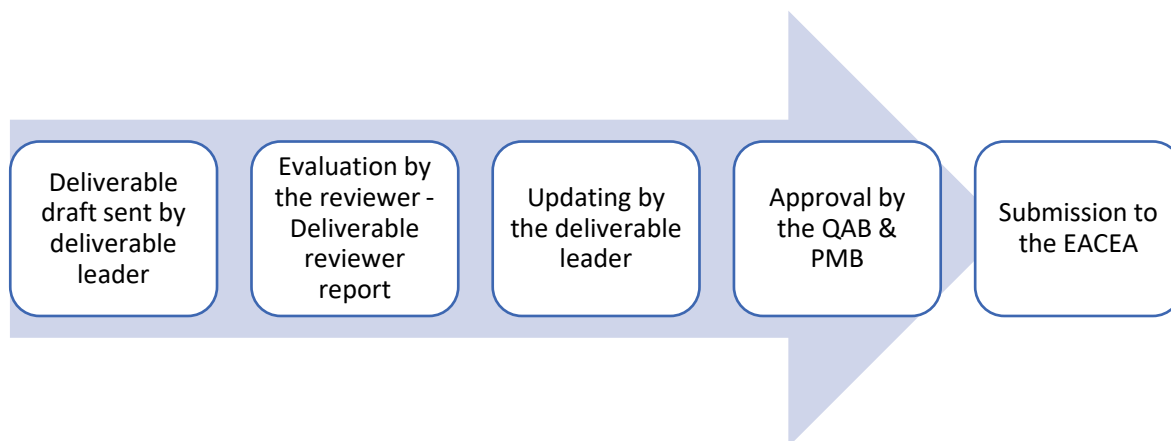 Deliverable
draft sent by
deliverable
leader
Evaluation by
the reviewer -
Deliverable
reviewer
report
Updating by
the deliverable
leader
Approval by
the QAB &
PMB
Submission to
the EACEA